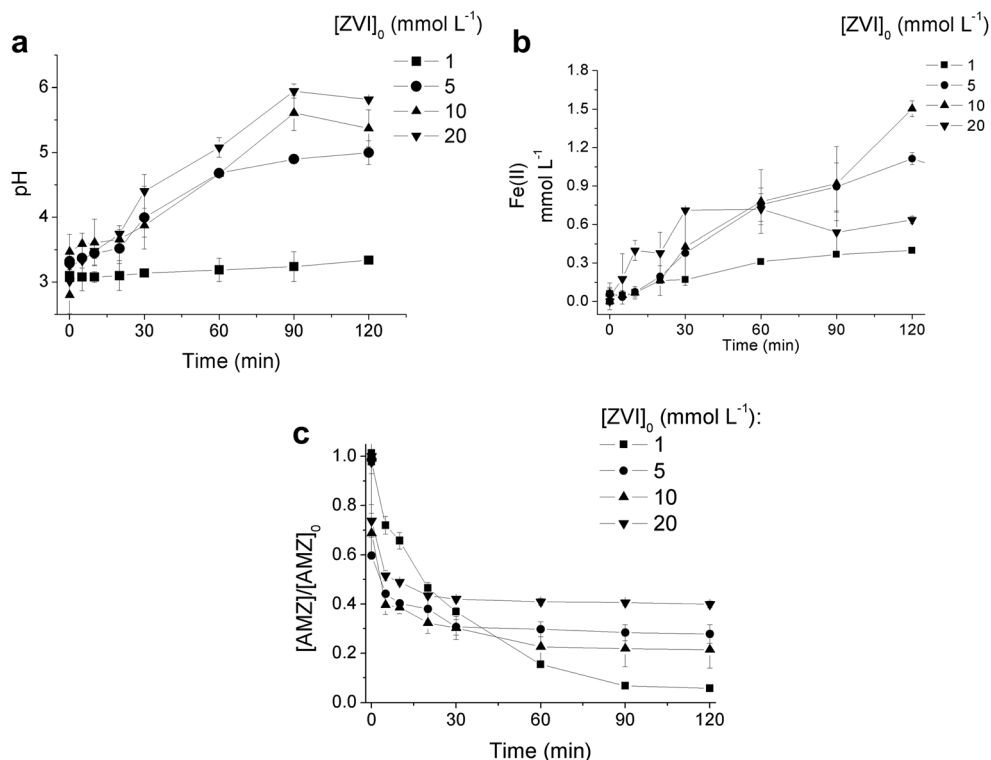 a
[ZVI]0 (mmol L-1)
1
5
10
20
pH
6
5
4
3
0 30 60 90 120
Time (min)
b
[ZVI]0 (mmol L-1)
1
5
10
20
Fe(II)
mmol L-1
1.8
1.5
1.2
0.9
0.6
0.3
0.0
0 30 60 90 120
Time (min)
c
[ZVI]0 (mmol L-1):
1
5
10
20
[AMZ]/[AMZ]0
1.0
0.8
0.6
0.4
0.2
0.0
0 30 60 90 120
Time (min)